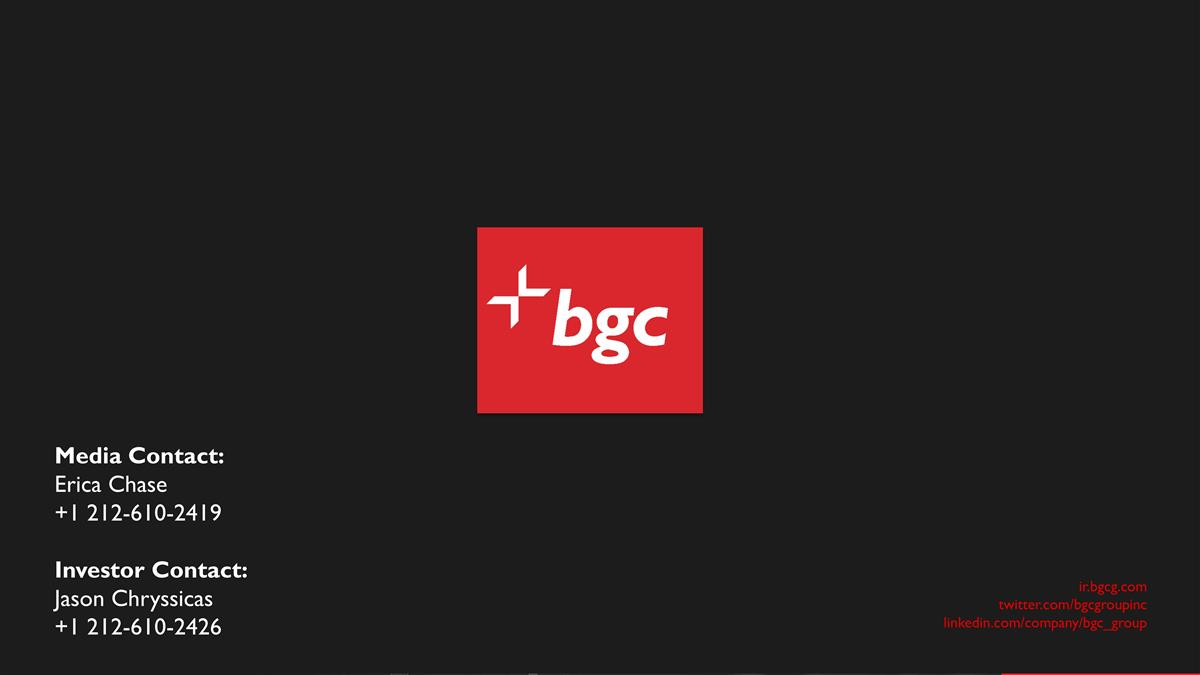 bgc
Media Contact:
Erica Chase
+1 212-610-2419
Investor Contact:
Jason Chryssicas
+1 212-610-2426
ir.bgcg.com
twitter.com/bgcgroupinc
linkedin.com/company/bgc_group